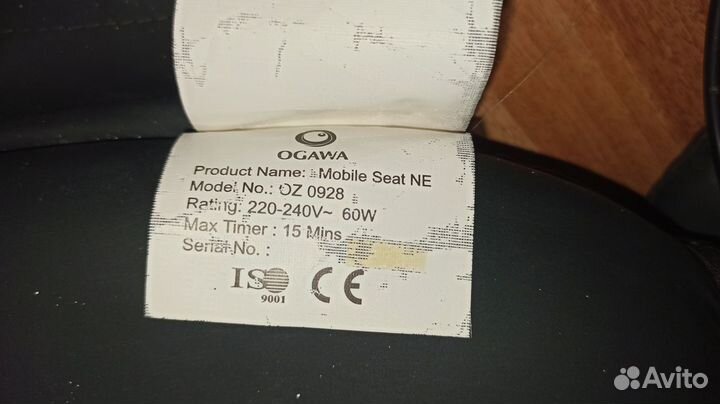 OGAWA
Product Name: Mobile Seat NE
Model No.: OZ 0928
Rating: 220-240V~ 60W
Max Timer : 15 Mins
Serial No. :
ISO CE
9001
Avito